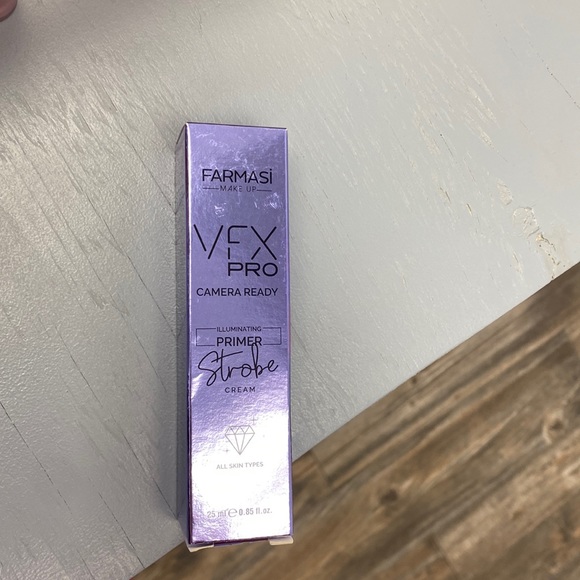 FARMASİ
MAKE UP
VFX
PRO
CAMERA READY
ILLUMINATING
PRIMER
Strobe
CREAM
ALL SKIN TYPES
25 ml ℮ 0.85 fl.oz.